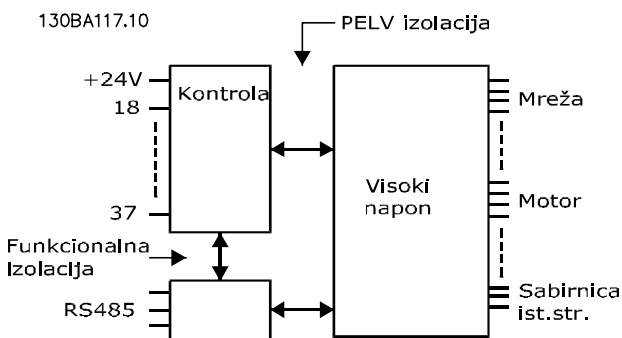 130BA117.10
PELV izolacija
+24V
18
Kontrola
37
Visoki
napon
Mreža
Motor
Funkcionalna
izolacija
RS485
Sabirnica
ist.str.